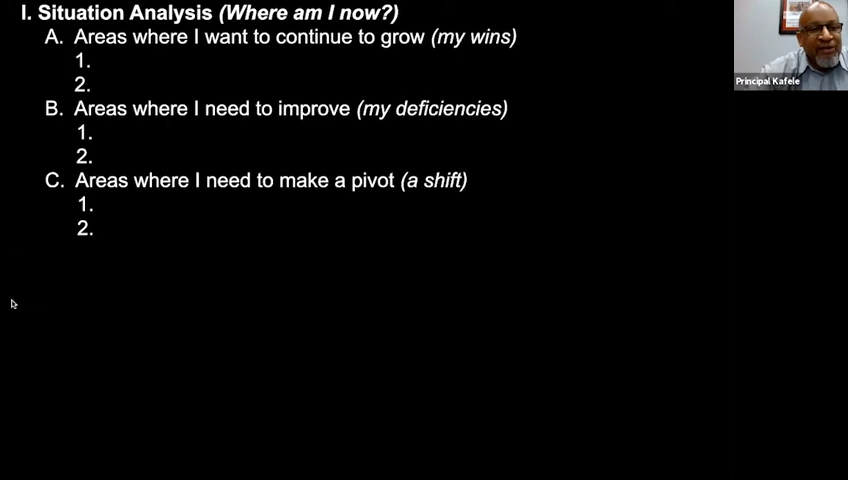 I. Situation Analysis (Where am I now?)
A. Areas where I want to continue to grow (my wins)
1.
2.
B. Areas where I need to improve (my deficiencies)
1.
2.
C. Areas where I need to make a pivot (a shift)
1.
2.
Principal Kafele